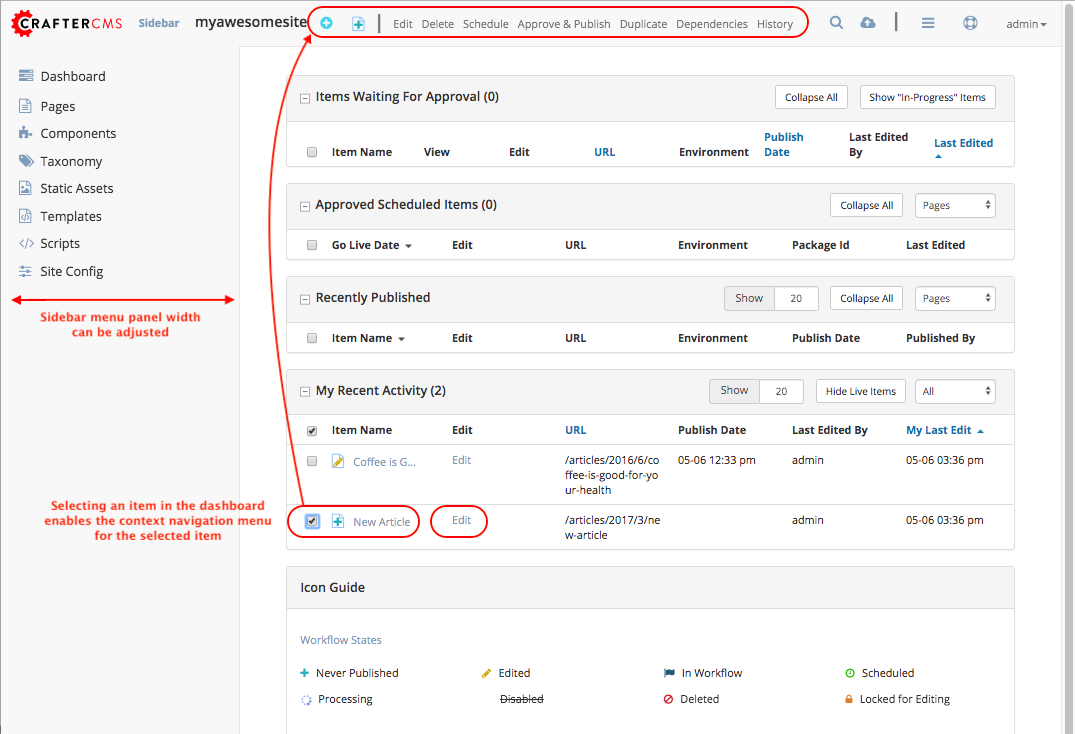 CRAFTERCMS Sidebar myawesomesite Edit Delete Schedule Approve & Publish Duplicate Dependencies History admin
Dashboard
Pages
Components
Taxonomy
Static Assets
Templates
Scripts
Site Config
Sidebar menu panel width
can be adjusted
Selecting an item in the dashboard
enables the context navigation menu
for the selected item
Items Waiting For Approval (0) Collapse All Show "In-Progress" Items
Item Name View Edit URL Environment Publish Date Last Edited By Last Edited
Approved Scheduled Items (0) Collapse All Pages
Go Live Date Edit URL Environment Package Id Last Edited
Recently Published Show 20 Collapse All Pages
Item Name Edit URL Environment Publish Date Published By
My Recent Activity (2) Show 20 Hide Live Items All
Item Name Edit URL Publish Date Last Edited By My Last Edit
Coffee is G... Edit /articles/2016/6/co 05-06 12:33 pm admin 05-06 03:36 pm
ffee-is-good-for-yo
ur-health
New Article Edit /articles/2017/3/ne admin 05-06 03:36 pm
w-article
Icon Guide
Workflow States
Never Published Edited In Workflow Scheduled
Processing Disabled Deleted Locked for Editing